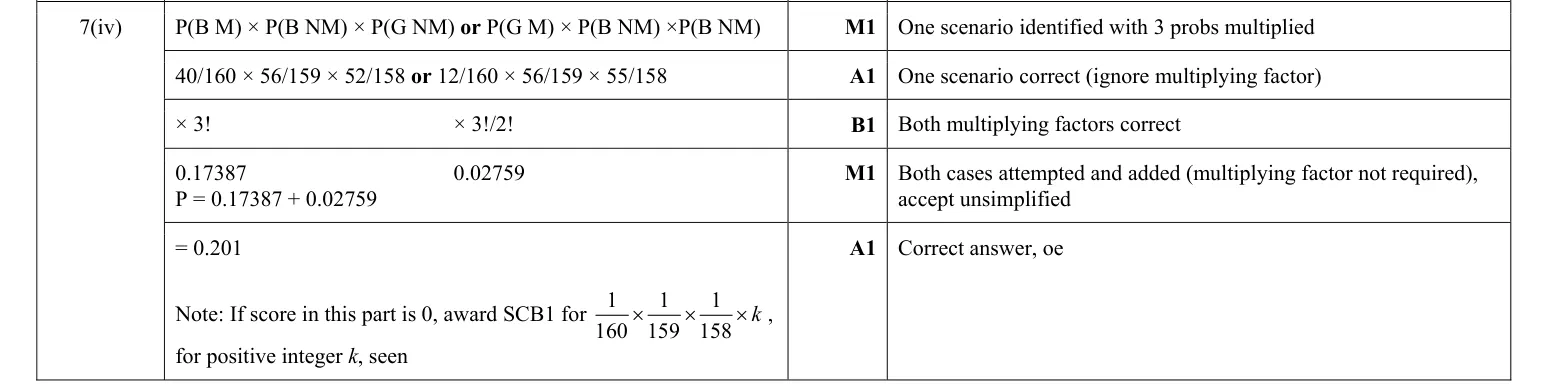 7(iv) P(B M) × P(B NM) × P(G NM) or P(G M) × P(B NM) ×P(B NM) M1 One scenario identified with 3 probs multiplied
40/160 × 56/159 × 52/158 or 12/160 × 56/159 × 55/158 A1 One scenario correct (ignore multiplying factor)
× 3! × 3!/2! B1 Both multiplying factors correct
0.17387 0.02759 M1 Both cases attempted and added (multiplying factor not required),
P = 0.17387 + 0.02759 accept unsimplified
= 0.201 A1 Correct answer, oe
Note: If score in this part is 0, award SCB1 for 1/160 × 1/159 × 1/158 × k ,
for positive integer k, seen